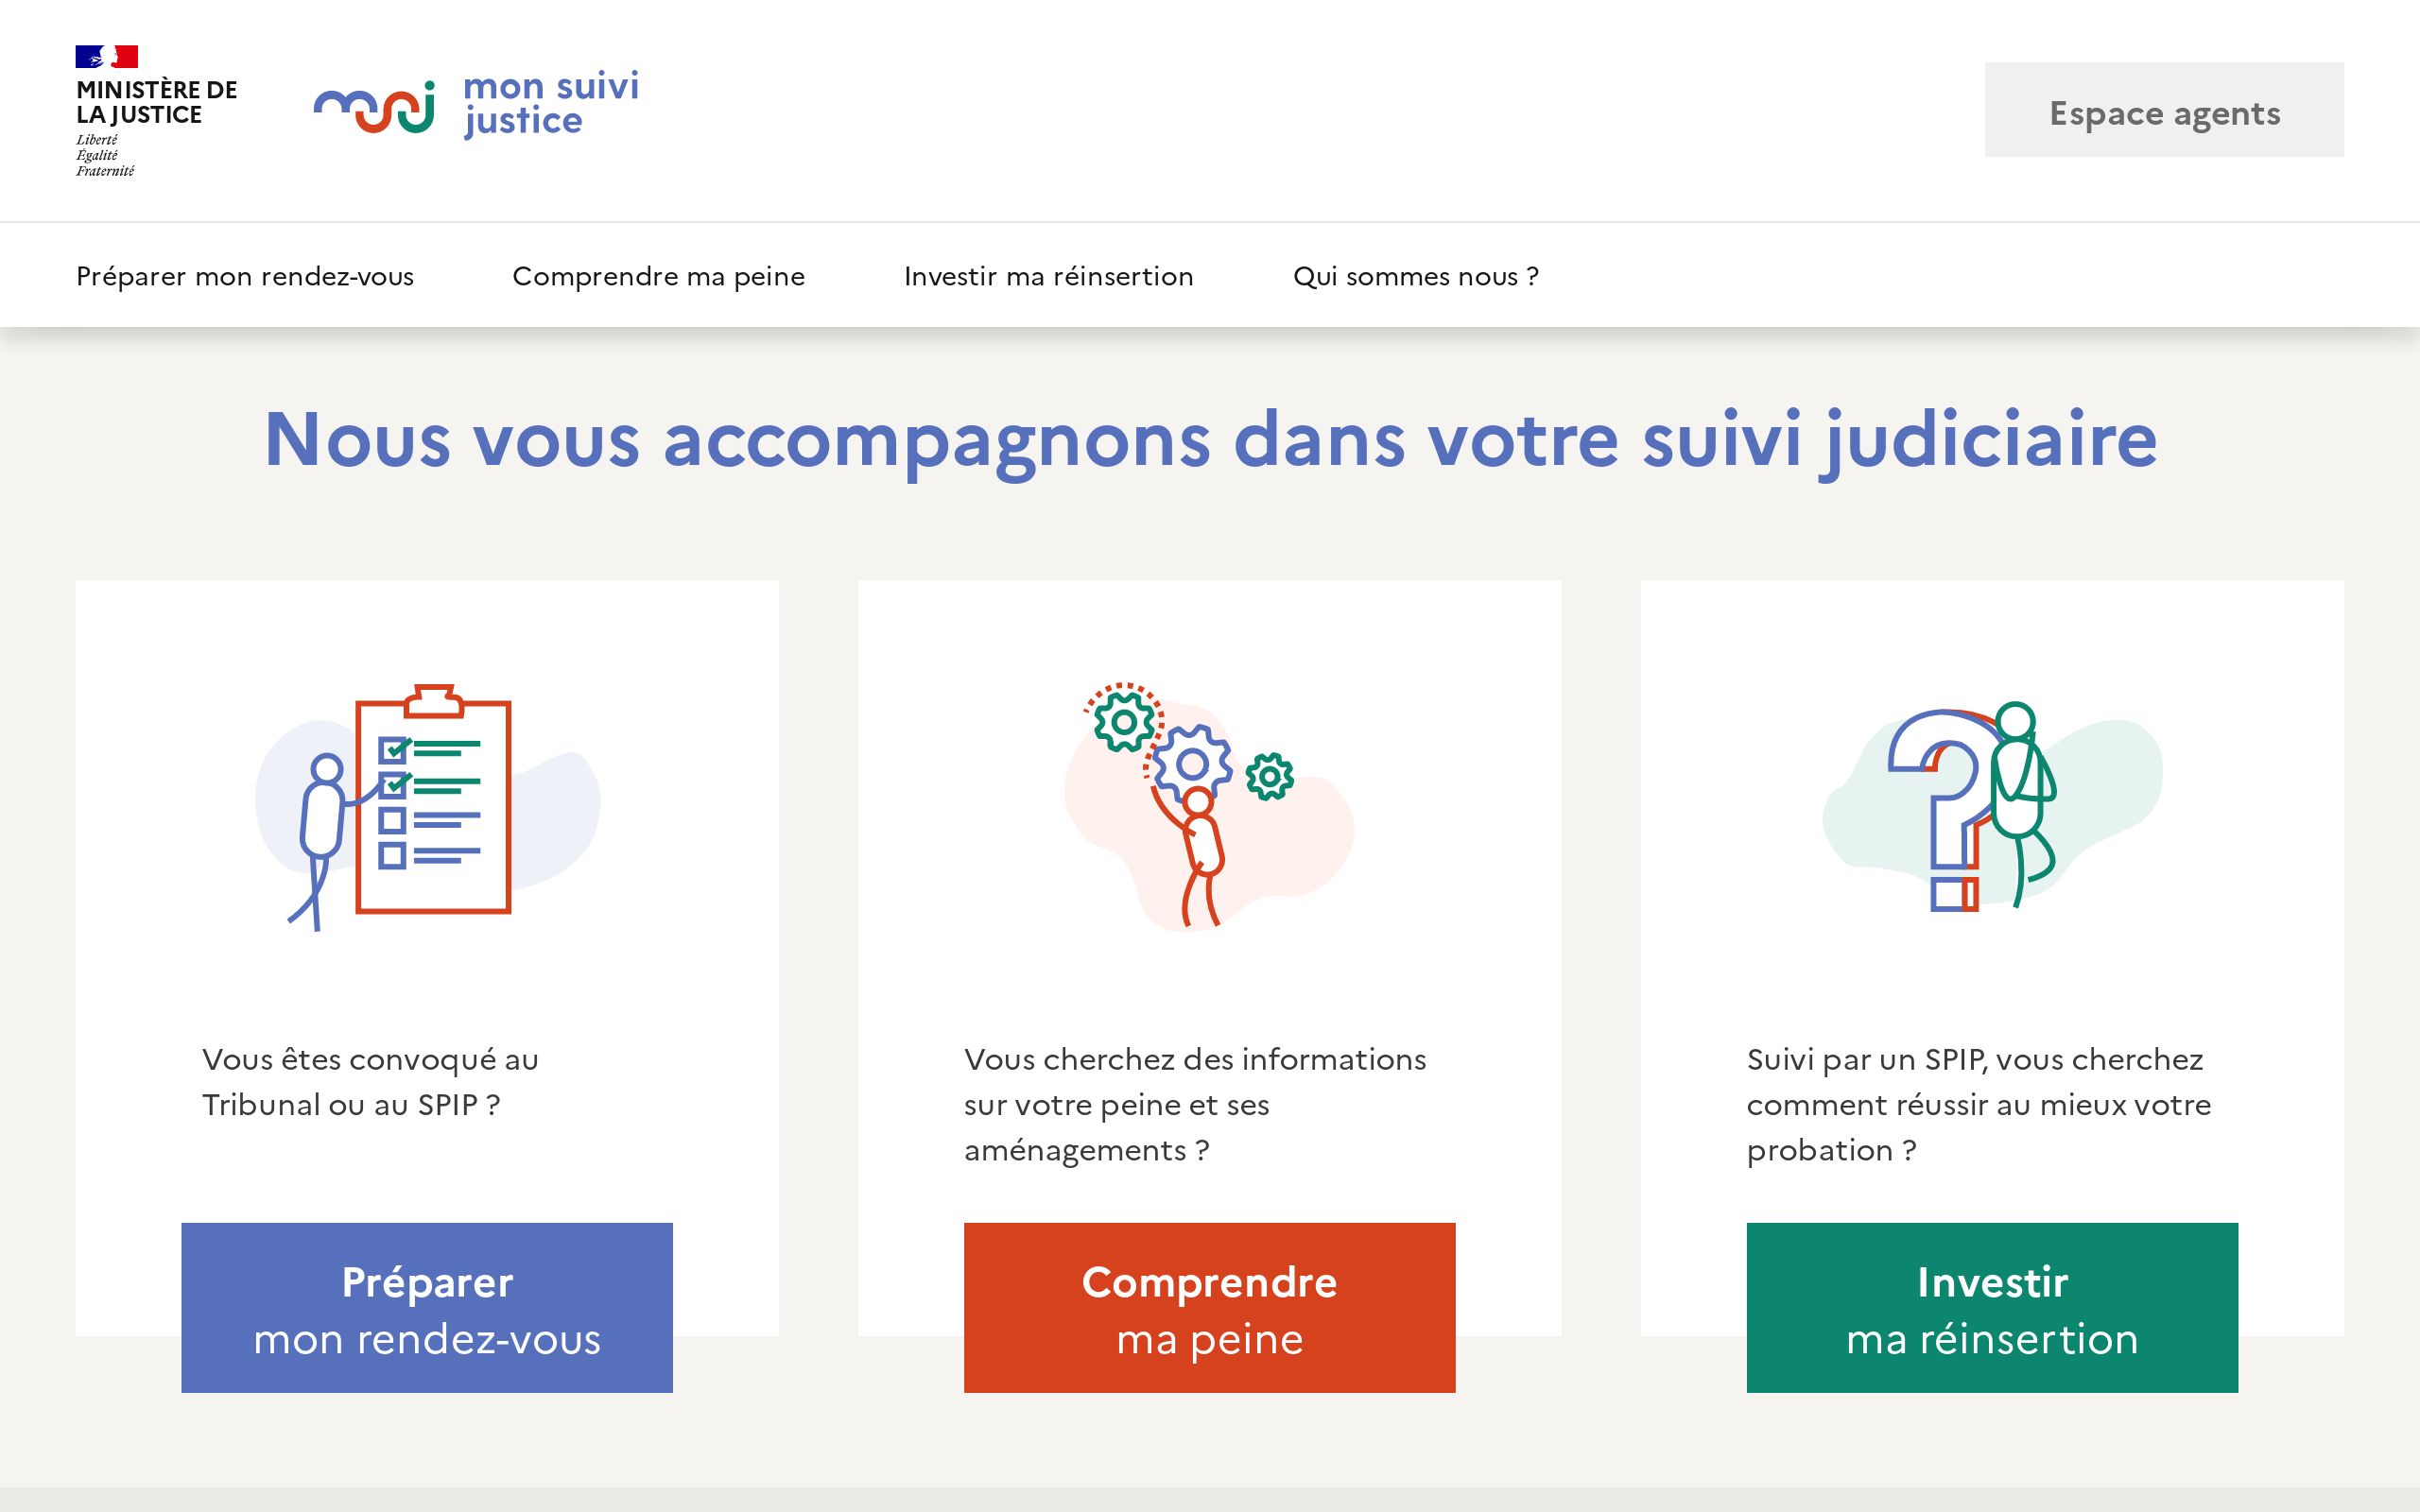 MINISTÈRE DE
LA JUSTICE
Liberté
Égalité
Fraternité
moi
mon suivi
justice
Espace agents
Préparer mon rendez-vous
Comprendre ma peine
Investir ma réinsertion
Qui sommes nous ?
Nous vous accompagnons dans votre suivi judiciaire
Vous êtes convoqué au
Tribunal ou au SPIP ?
Préparer
mon rendez-vous
Vous cherchez des informations
sur votre peine et ses
aménagements ?
Comprendre
ma peine
Suivi par un SPIP, vous cherchez
comment réussir au mieux votre
probation ?
Investir
ma réinsertion